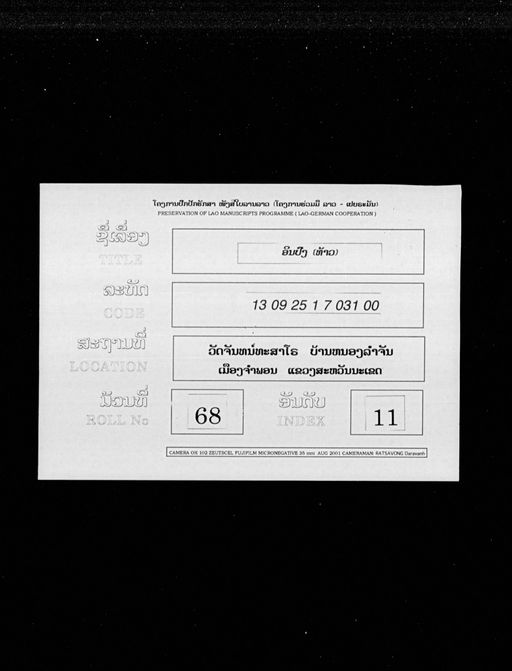 ໂຄງການປົກປັກຮັກສາ ໜັງສືໃບລານລາວ (ໂຄງການຮ່ວມມື ລາວ - ເຢຍຣະມັນ)
PRESERVATION OF LAO MANUSCRIPTS PROGRAMME ( LAO-GERMAN COOPERATION )
ຊື່ເລື່ອງ
TITLE
ອິນປົ່ງ (ທ້າວ)
ລະຫັດ
CODE
13 09 25 1 7 031 00
ສະຖານທີ່
LOCATION
ວັດຈັນທນ໌ທະສາໂຣ ບ້ານຫນອງລຳຈັນ
ເມືອງຈຳພອນ ແຂວງສະຫວັນນະເຂດ
ມ້ວນທີ່
ROLL No
68
ອັນດັບ
INDEX
11
CAMERA OK 102 ZEUTSCEL FUJIFILM MICRONEGATIVE 35 mm AUG 2001 CAMERAMAN: RATSAVONG Daravanh